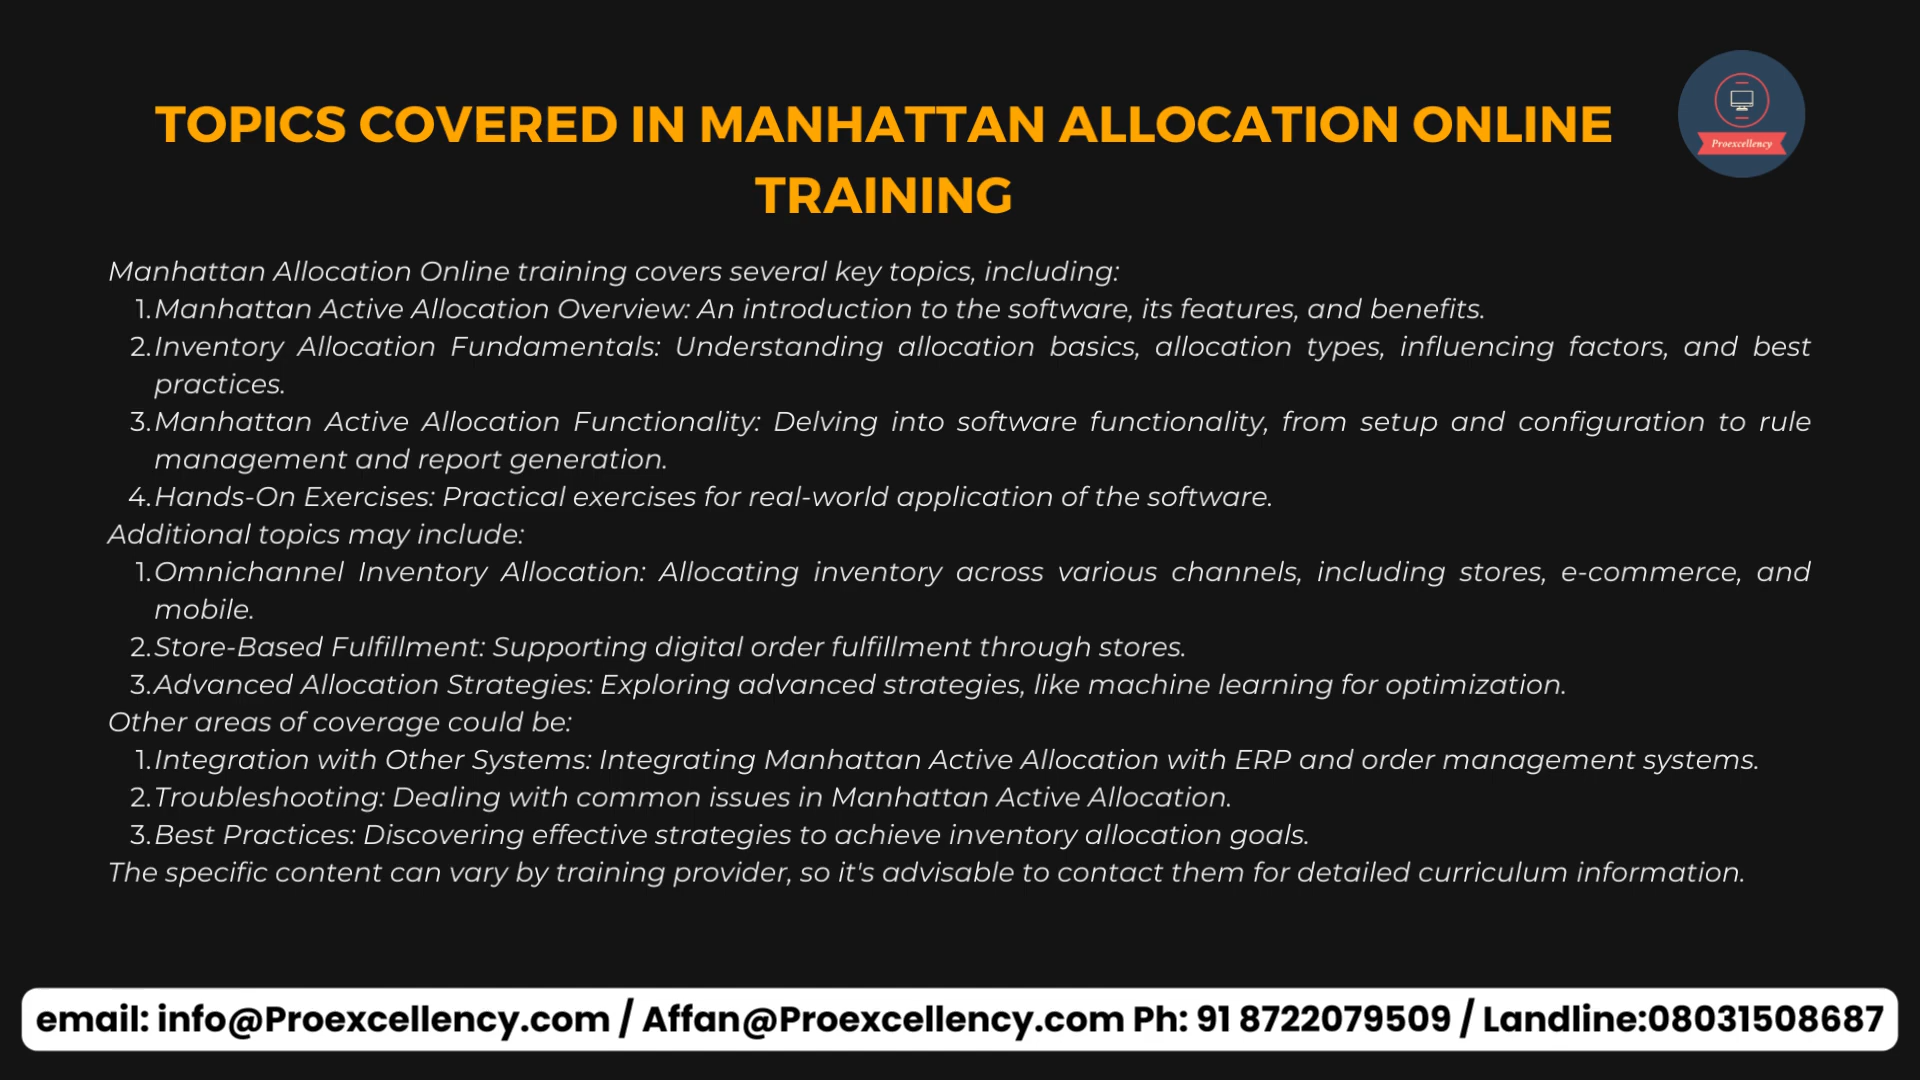 TOPICS COVERED IN MANHATTAN ALLOCATION ONLINE
TRAINING
Proexcellency
Manhattan Allocation Online training covers several key topics, including:
1. Manhattan Active Allocation Overview: An introduction to the software, its features, and benefits.
2. Inventory Allocation Fundamentals: Understanding allocation basics, allocation types, influencing factors, and best
practices.
3. Manhattan Active Allocation Functionality: Delving into software functionality, from setup and configuration to rule
management and report generation.
4. Hands-On Exercises: Practical exercises for real-world application of the software.
Additional topics may include:
1. Omnichannel Inventory Allocation: Allocating inventory across various channels, including stores, e-commerce, and
mobile.
2. Store-Based Fulfillment: Supporting digital order fulfillment through stores.
3. Advanced Allocation Strategies: Exploring advanced strategies, like machine learning for optimization.
Other areas of coverage could be:
1. Integration with Other Systems: Integrating Manhattan Active Allocation with ERP and order management systems.
2. Troubleshooting: Dealing with common issues in Manhattan Active Allocation.
3. Best Practices: Discovering effective strategies to achieve inventory allocation goals.
The specific content can vary by training provider, so it's advisable to contact them for detailed curriculum information.
email: info@Proexcellency.com / Affan@Proexcellency.com Ph: 91 8722079509 / Landline:08031508687